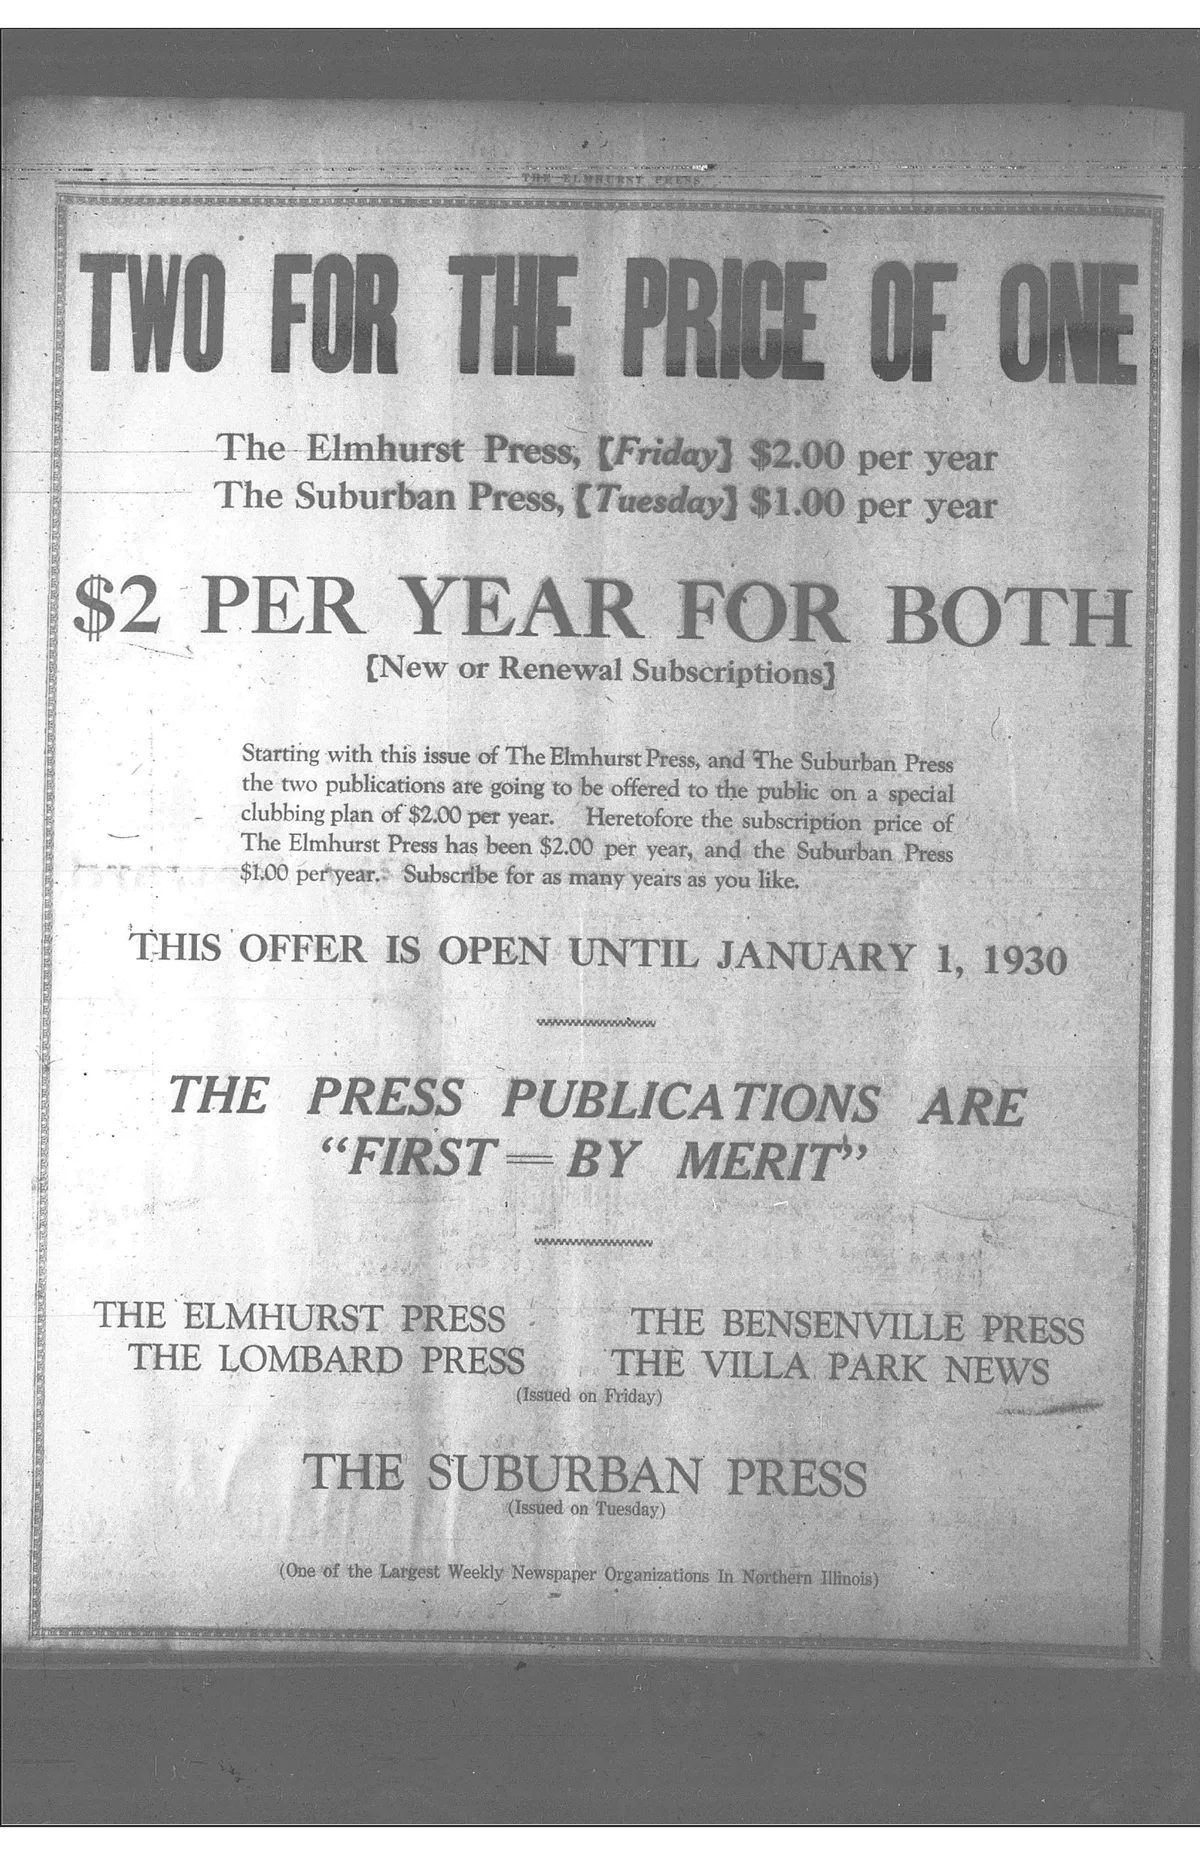 THE ELMHURST PRESS
TWO FOR THE PRICE OF ONE
The Elmhurst Press, [Friday] $2.00 per year
The Suburban Press, [Tuesday] $1.00 per year
$2 PER YEAR FOR BOTH
[New or Renewal Subscriptions]
Starting with this issue of The Elmhurst Press, and The Suburban Press
the two publications are going to be offered to the public on a special
clubbing plan of $2.00 per year. Heretofore the subscription price of
The Elmhurst Press has been $2.00 per year, and the Suburban Press
$1.00 per year. Subscribe for as many years as you like.
THIS OFFER IS OPEN UNTIL JANUARY 1, 1930
THE PRESS PUBLICATIONS ARE
“FIRST=BY MERIT”
THE ELMHURST PRESS THE BENSENVILLE PRESS
THE LOMBARD PRESS THE VILLA PARK NEWS
(Issued on Friday)
THE SUBURBAN PRESS
(Issued on Tuesday)
(One of the Largest Weekly Newspaper Organizations In Northern Illinois)